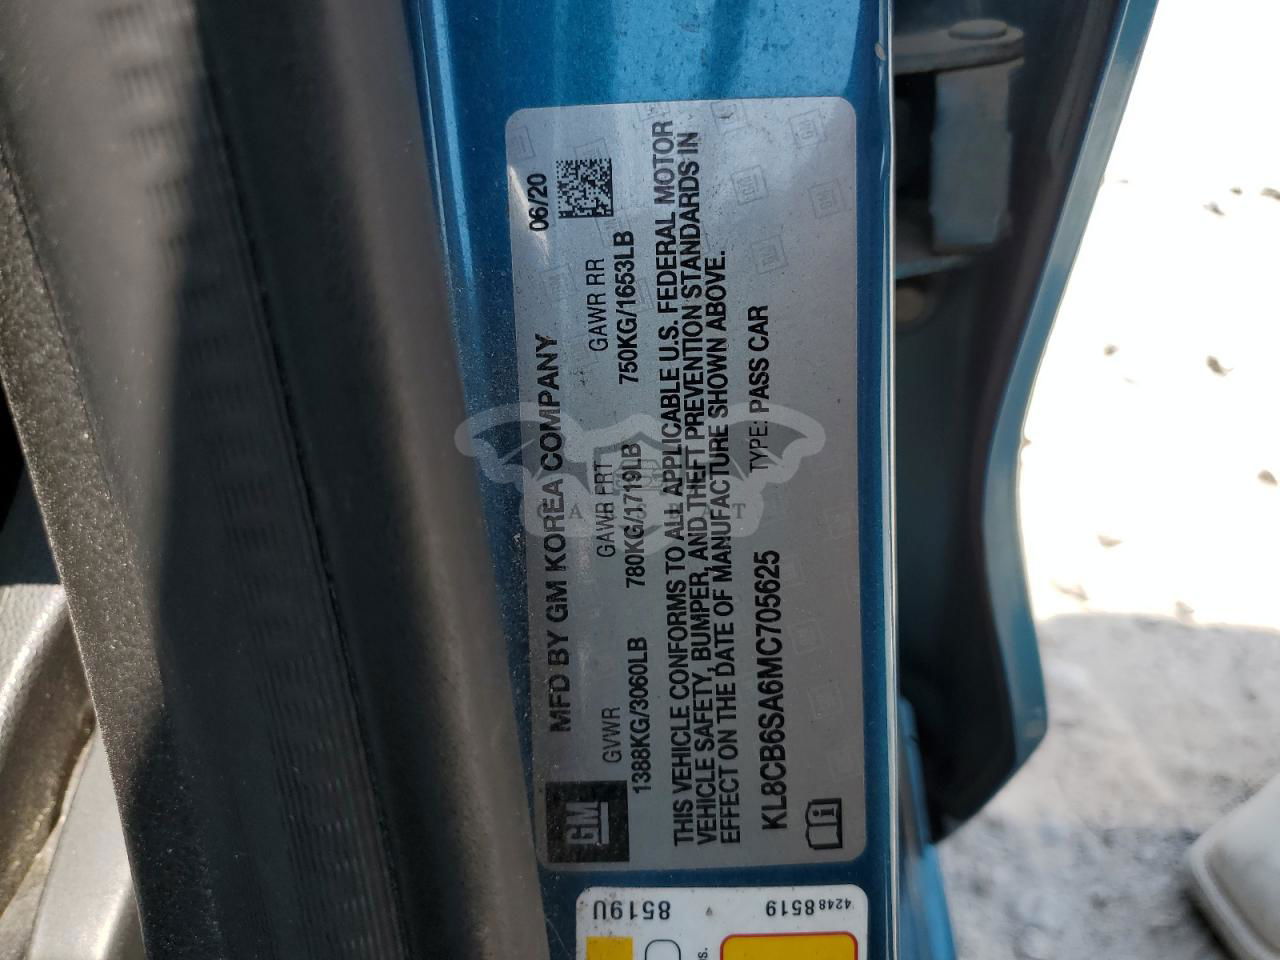 MFD BY GM KOREA COMPANY 06/20
GM
GVWR GAWR FRT GAWR RR
1388KG/3060LB 780KG/1719LB 750KG/1653LB
THIS VEHICLE CONFORMS TO ALL APPLICABLE U.S. FEDERAL MOTOR
VEHICLE SAFETY, BUMPER, AND THEFT PREVENTION STANDARDS IN
EFFECT ON THE DATE OF MANUFACTURE SHOWN ABOVE.
KL8CB6SA6MC705625 TYPE: PASS CAR
8519U
42488519